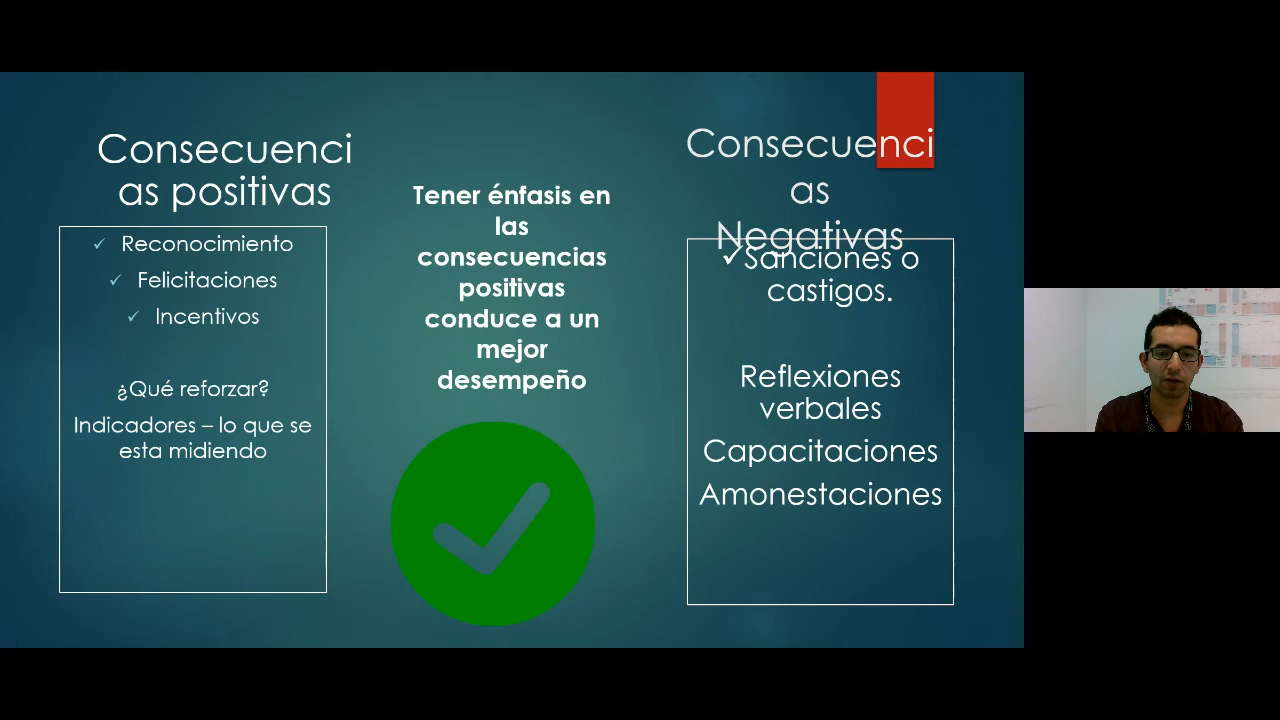 Consecuenci
as positivas
✓ Reconocimiento
✓ Felicitaciones
✓ Incentivos
¿Qué reforzar?
Indicadores – lo que se
esta midiendo
Tener énfasis en
las
consecuencias
positivas
conduce a un
mejor
desempeño
Consecuenci
as
Negativas
✓Sanciones o
castigos.
Reflexiones
verbales
Capacitaciones
Amonestaciones